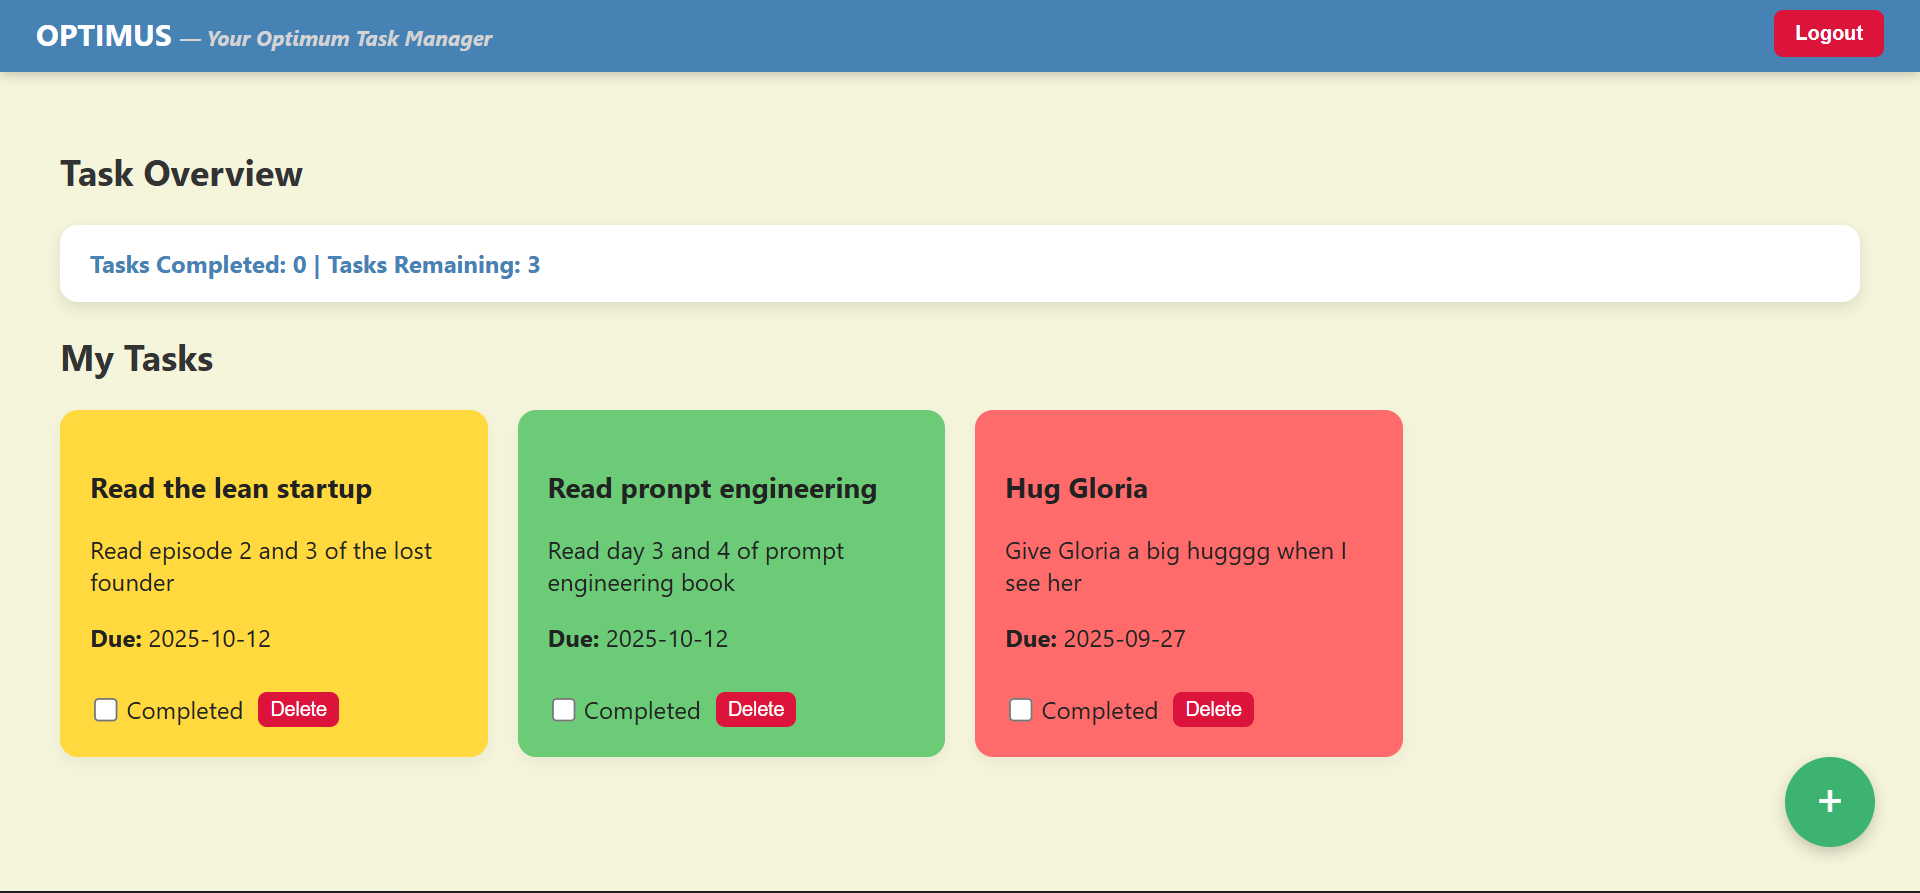 OPTIMUS — Your Optimum Task Manager
Logout
Task Overview
Tasks Completed: 0 | Tasks Remaining: 3
My Tasks
Read the lean startup
Read episode 2 and 3 of the lost
founder
Due: 2025-10-12
Completed Delete
Read pronpt engineering
Read day 3 and 4 of prompt
engineering book
Due: 2025-10-12
Completed Delete
Hug Gloria
Give Gloria a big hugggg when I
see her
Due: 2025-09-27
Completed Delete
+